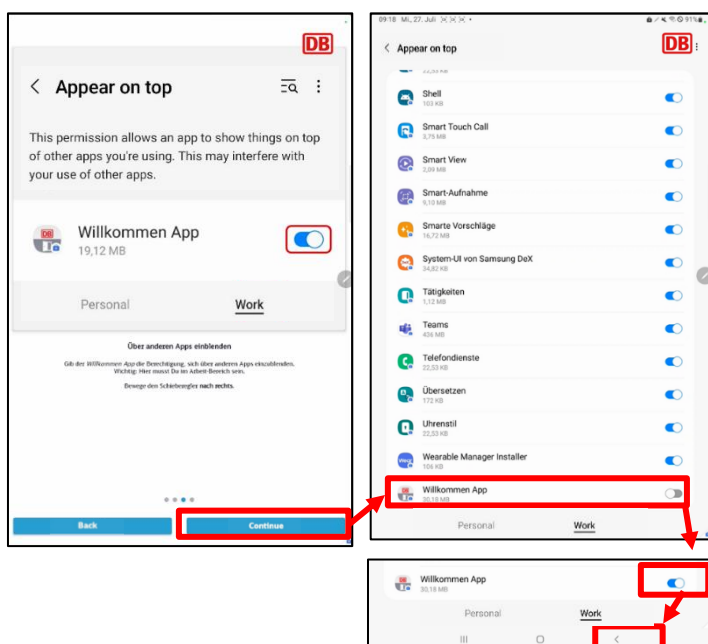 DB
Appear on top
This permission allows an app to show things on top
of other apps you're using. This may interfere with
your use of other apps.
DB
Willkommen App
19,12 MB
Personal
Work
Über anderen Apps einblenden
Gib der Willkommen App die Berechtigung, sich über anderen Apps einzublenden.
Wichtig: Hier musst Du im Arbeit-Bereich sein.
Bewege den Schieberegler nach rechts.
Back
Continue
09:18 Mi., 27. Juli
91%
Appear on top
DB
22,53 KB
Shell
103 KB
Smart Touch Call
3,75 MB
Smart View
2,09 MB
Smart-Aufnahme
9,10 MB
Smarte Vorschläge
16,72 MB
System-UI von Samsung DeX
34,82 KB
Tätigkeiten
1,12 MB
Teams
436 MB
Telefondienste
22,53 KB
Übersetzen
172 KB
Uhrenstil
22,53 KB
Wearable Manager Installer
106 KB
Willkommen App
30,18 MB
Personal
Work
Willkommen App
30,18 MB
Personal
Work